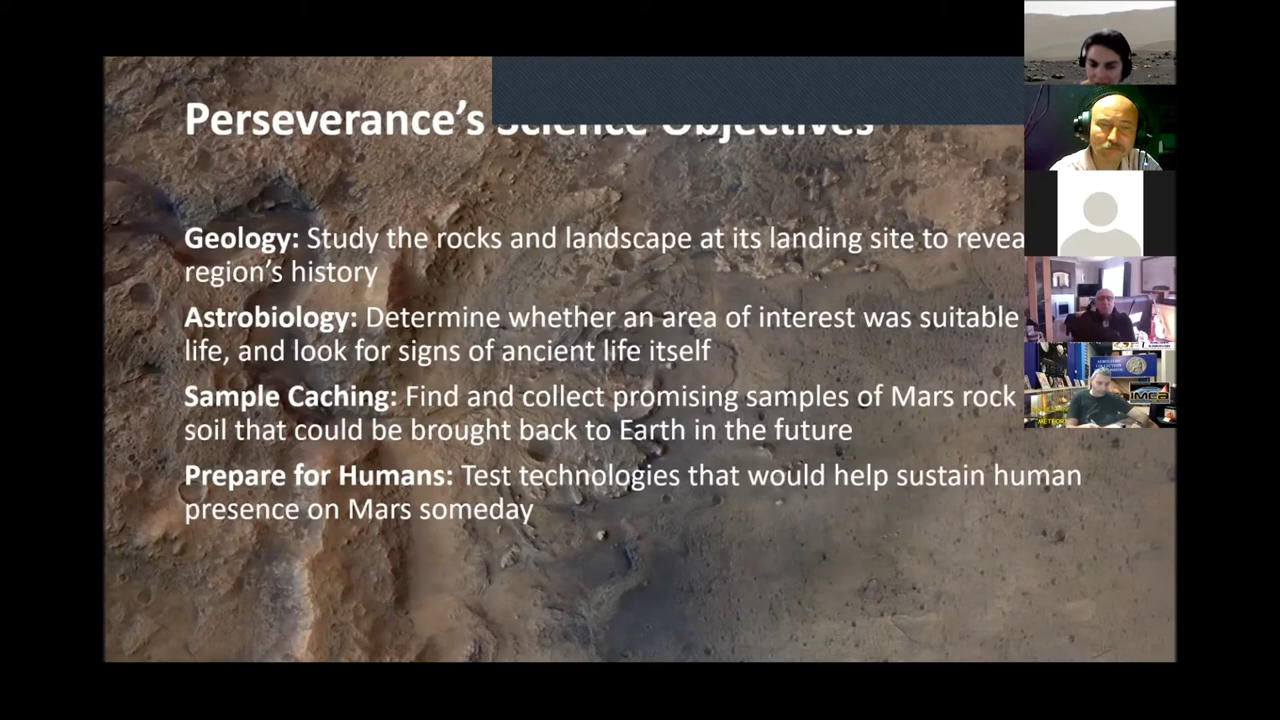 Perseverance's Science Objectives
Geology: Study the rocks and landscape at its landing site to revea
region's history
Astrobiology: Determine whether an area of interest was suitable
life, and look for signs of ancient life itself
Sample Caching: Find and collect promising samples of Mars rock
soil that could be brought back to Earth in the future
Prepare for Humans: Test technologies that would help sustain human
presence on Mars someday
IMCA
METEOR